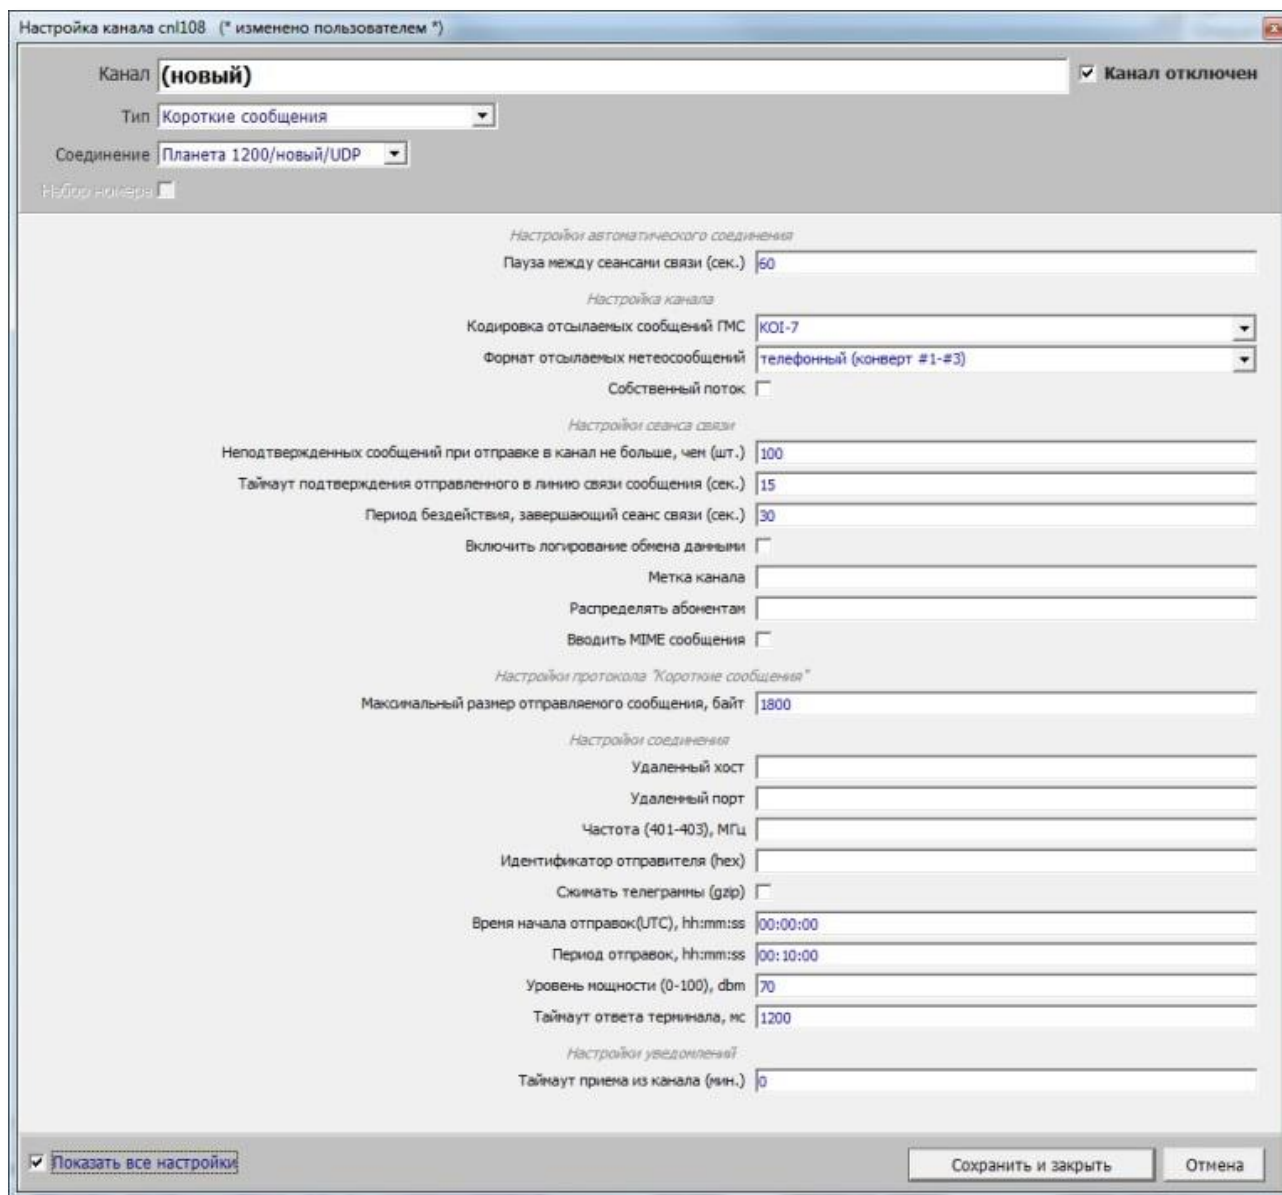 Настройка канала cnl108 (* изменено пользователем *)
Канал (новый) Канал отключен
Тип Короткие сообщения
Соединение Планета 1200/новый/UDP
Набор номера
Настройки автоматического соединения
Пауза между сеансами связи (сек.) 60
Настройка канала
Кодировка отсылаемых сообщений ГМС KOI-7
Формат отсылаемых метеосообщений телефонный (конверт #1-#3)
Собственный поток
Настройки сеанса связи
Неподтвержденных сообщений при отправке в канал не больше, чем (шт.) 100
Таймаут подтверждения отправленного в линию связи сообщения (сек.) 15
Период бездействия, завершающий сеанс связи (сек.) 30
Включить логирование обмена данными
Метка канала
Распределять абонентам
Вводить MIME сообщения
Настройки протокола "Короткие сообщения"
Максимальный размер отправляемого сообщения, байт 1800
Настройки соединения
Удаленный хост
Удаленный порт
Частота (401-403), МГц
Идентификатор отправителя (hex)
Сжимать телеграммы (gzip)
Время начала отправок(UTC), hh:mm:ss 00:00:00
Период отправок, hh:mm:ss 00:10:00
Уровень мощности (0-100), dbm 70
Таймаут ответа терминала, мс 1200
Настройки уведомлений
Таймаут приема из канала (мин.) 0
Показать все настройки Сохранить и закрыть Отмена